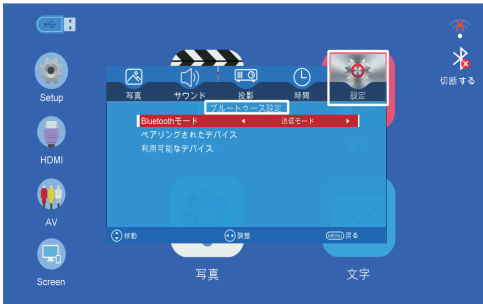 切断する
Setup
HDMI
AV
Screen
写真 サウンド 投影 時間 設定
ブルートゥース設定
Bluetoothモード 送信モード
ペアリングされたデバイス
利用可能なデバイス
移動 調整 MENU 戻る
写真 文字